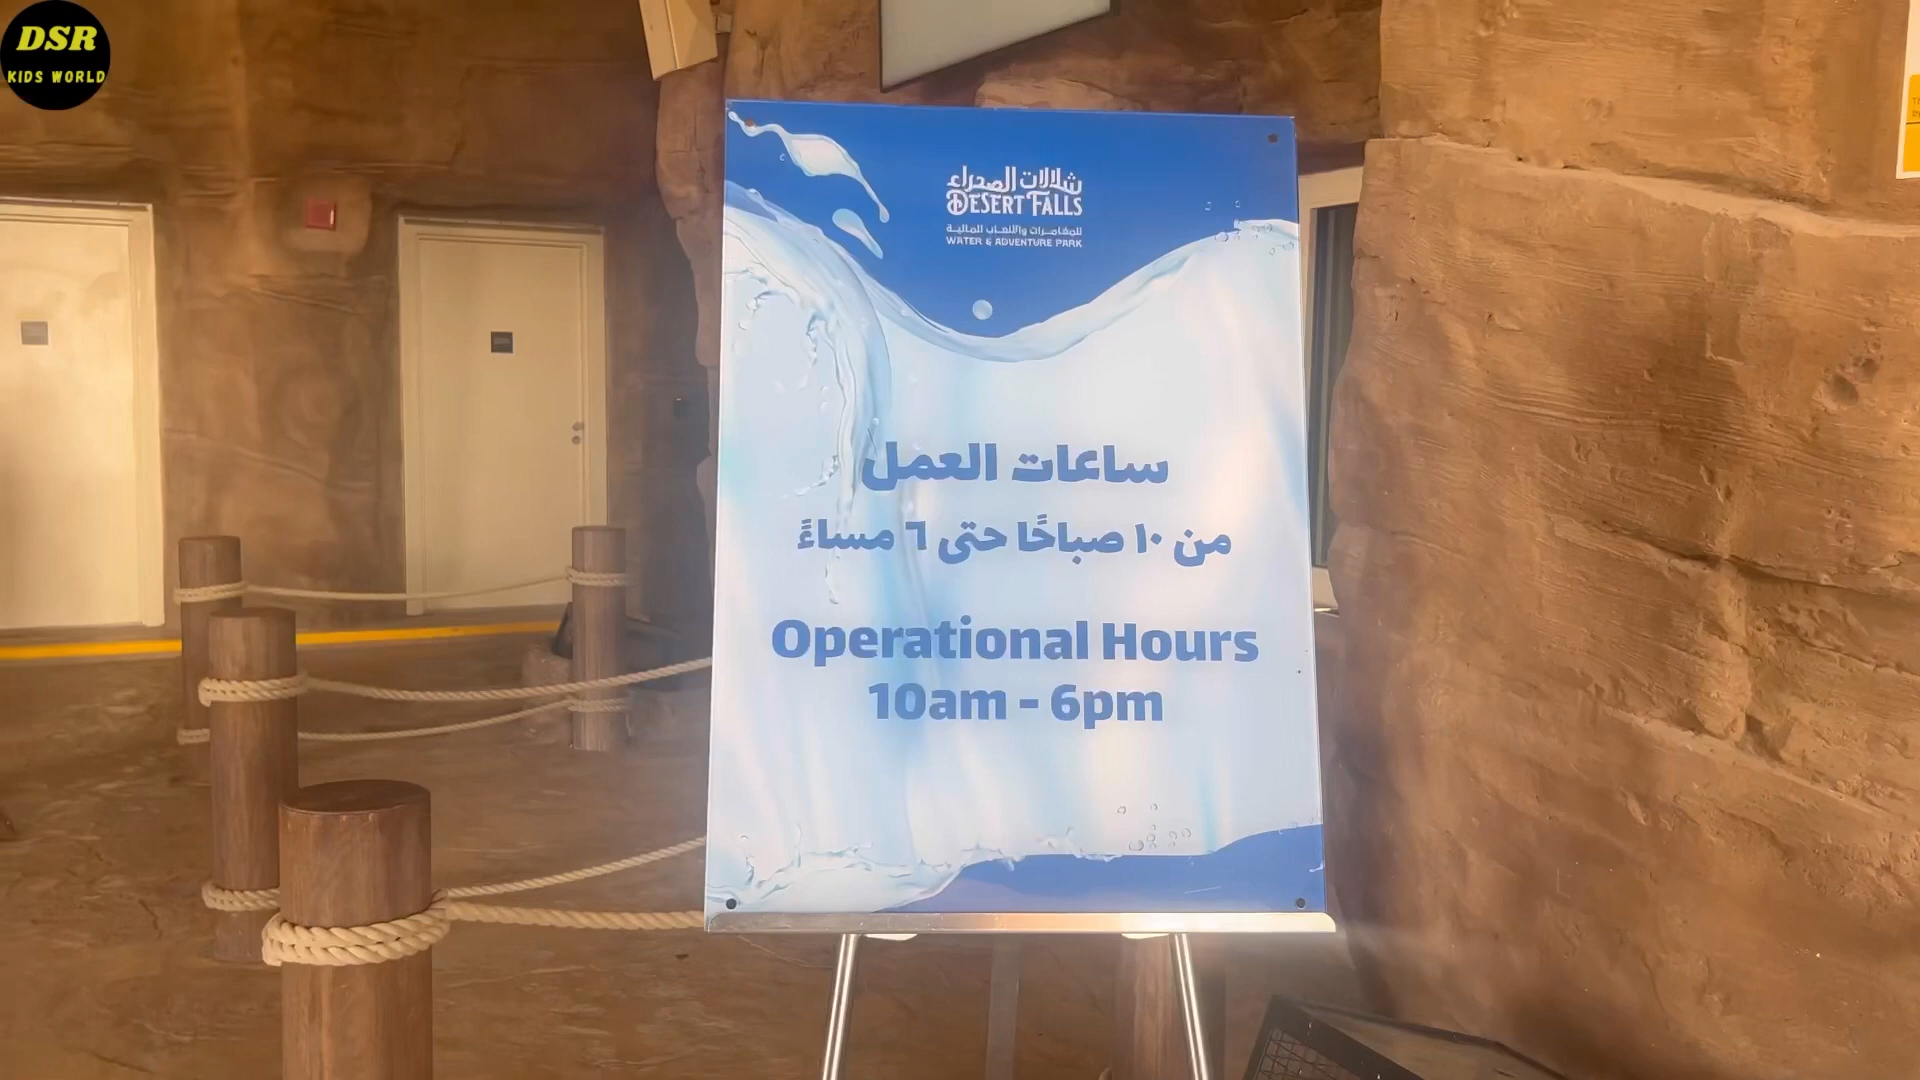 DSR
KIDS WORLD
شلالات الصحراء
DESERT FALLS
للمغامرات والألعاب المائية
WATER & ADVENTURE PARK
ساعات العمل
من ١٠ صباحًا حتى ٦ مساءً
Operational Hours
10am - 6pm